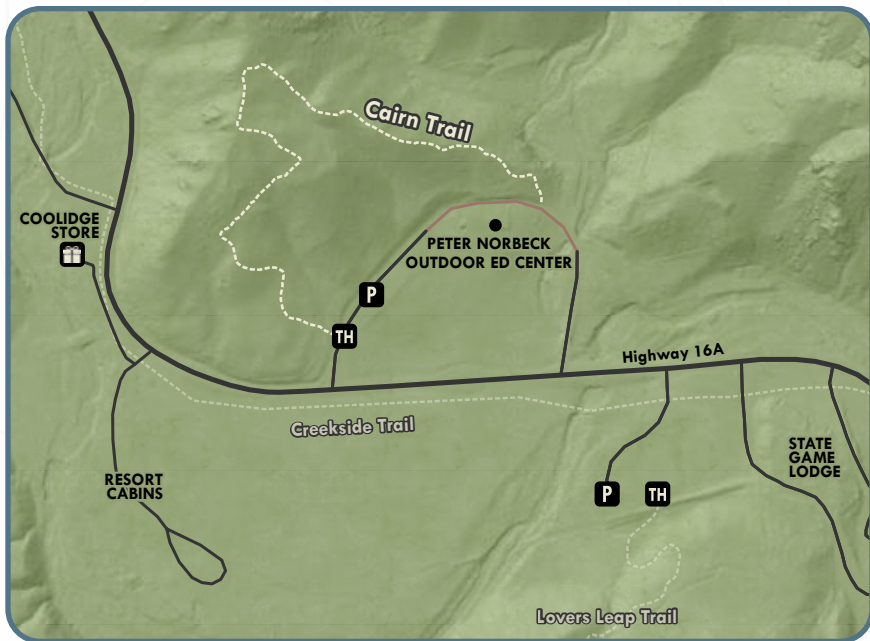 Cairn Trail
COOLIDGE
STORE
PETER NORBECK
OUTDOOR ED CENTER
P
TH
Highway 16A
Creekside Trail
STATE
GAME
LODGE
RESORT
CABINS
P
TH
Lovers Leap Trail